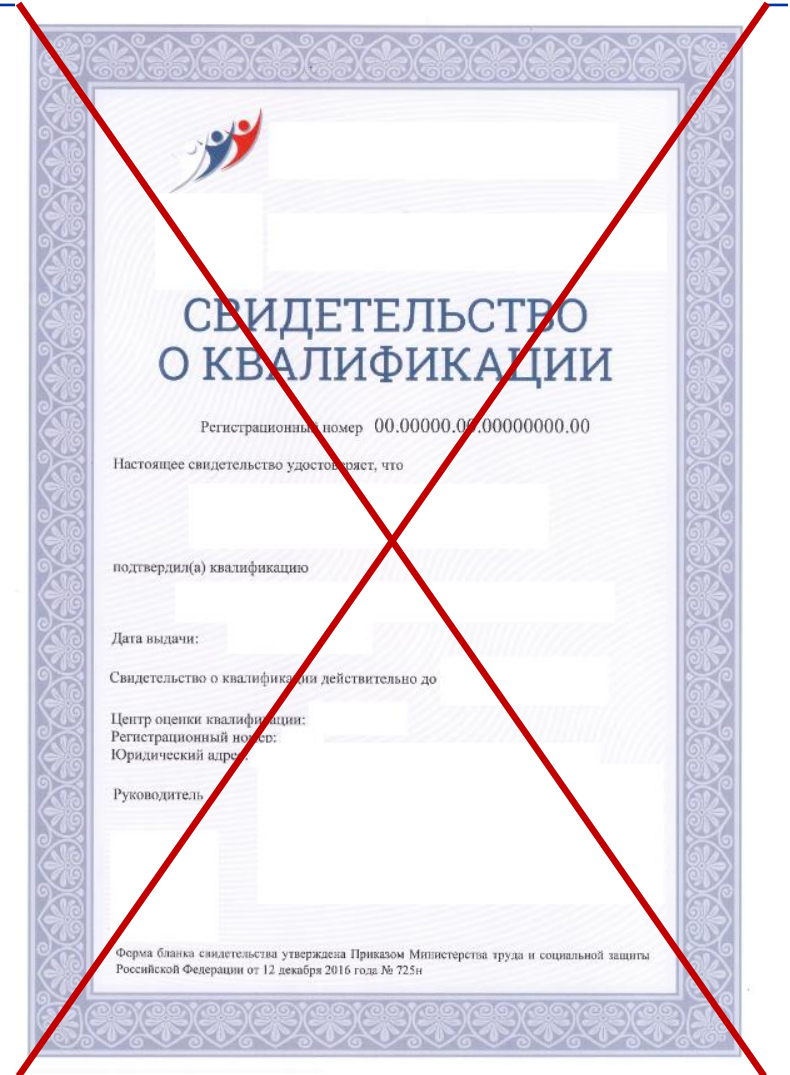 СВИДЕТЕЛЬСТВО
О КВАЛИФИКАЦИИ
Регистрационный номер 00.00000.00.00000000.00
Настоящее свидетельство удостоверяет, что
подтвердил(а) квалификацию
Дата выдачи:
Свидетельство о квалификации действительно до
Центр оценки квалификации:
Регистрационный номер:
Юридический адрес:
Руководитель
Форма бланка свидетельства утверждена Приказом Министерства труда и социальной защиты
Российской Федерации от 12 декабря 2016 года № 725н